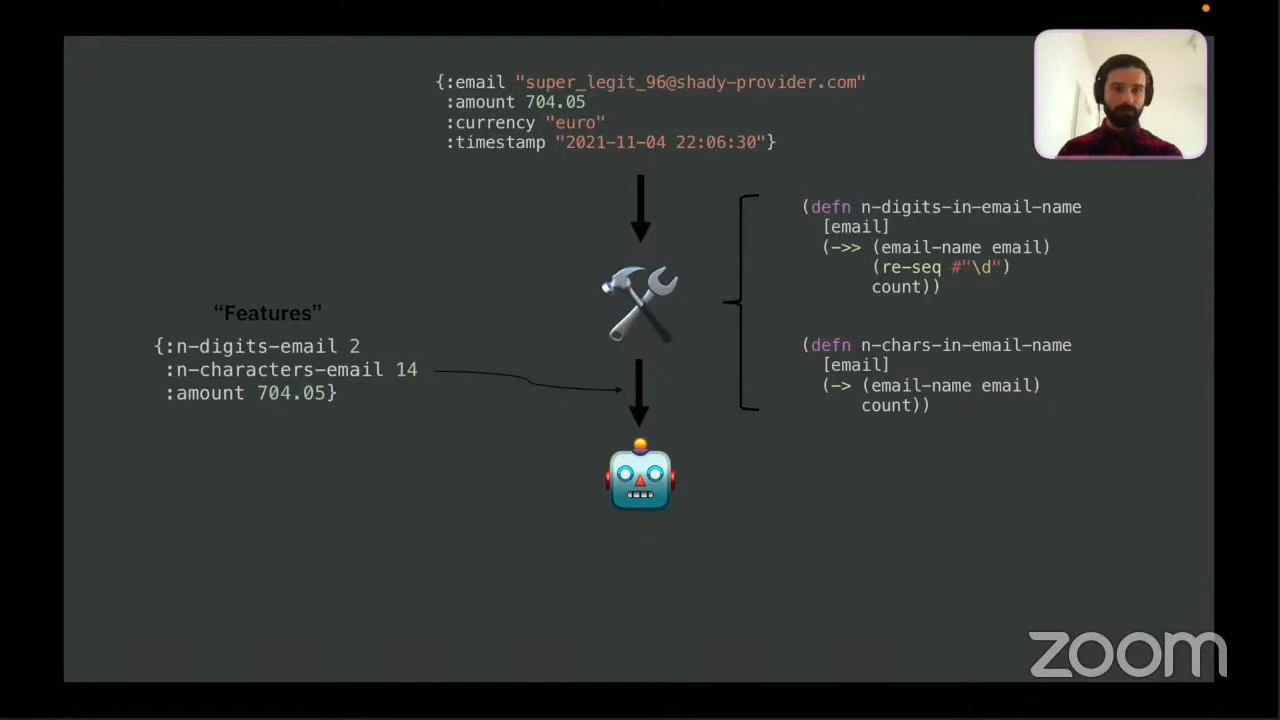 {:email "super_legit_96@shady-provider.com"
:amount 704.05
:currency "euro"
:timestamp "2021-11-04 22:06:30"}
(defn n-digits-in-email-name
[email]
(->> (email-name email)
(re-seq #"\d")
count))
“Features”
{:n-digits-email 2
:n-characters-email 14
:amount 704.05}
(defn n-chars-in-email-name
[email]
(-> (email-name email)
count))
zoom